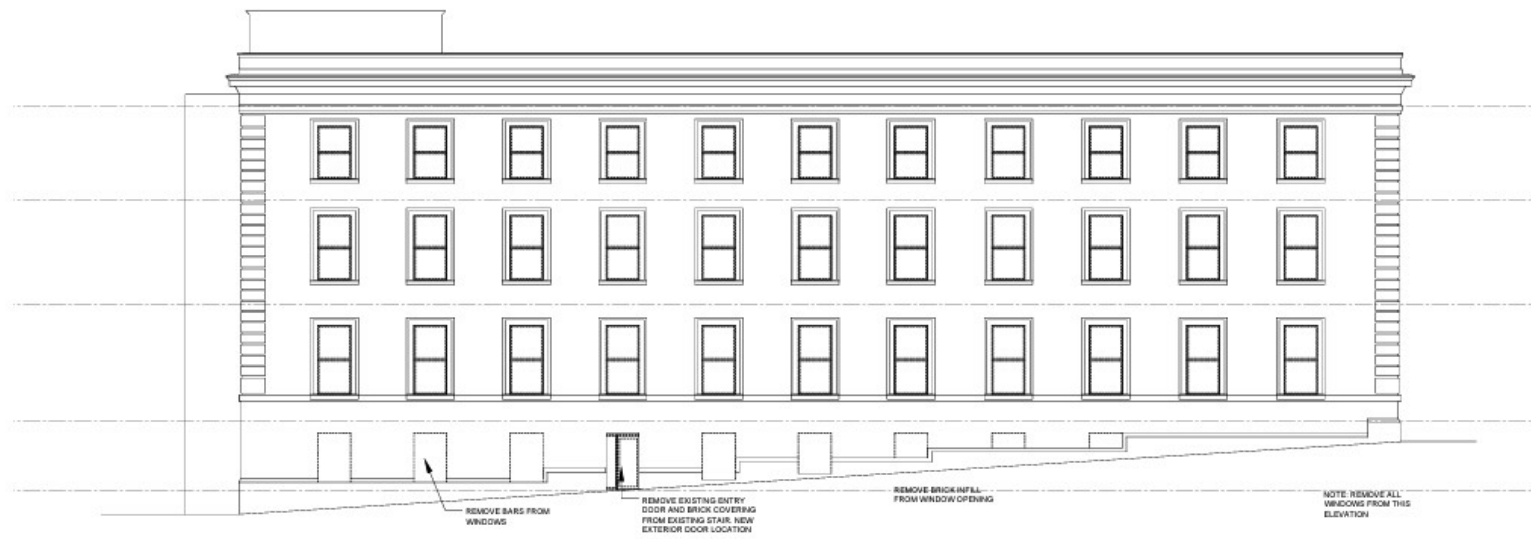 REMOVE BARS FROM
WINDOWS
REMOVE EXISTING ENTRY
DOOR AND BRICK COVERING
FROM EXISTING STAIR. NEW
EXTERIOR DOOR LOCATION
REMOVE BRICK INFILL
FROM WINDOW OPENING
NOTE: REMOVE ALL
WINDOWS FROM THIS
ELEVATION